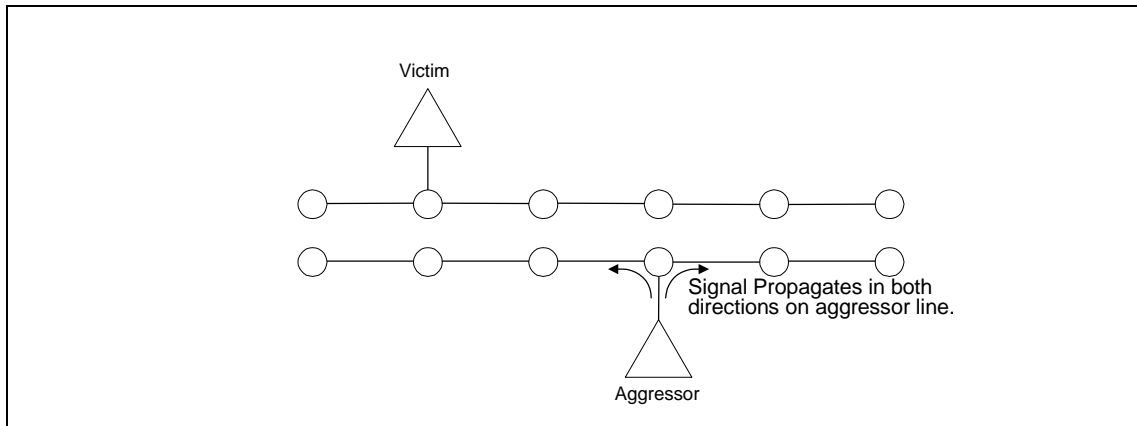 Victim
Signal Propagates in both
directions on aggressor line.
Aggressor